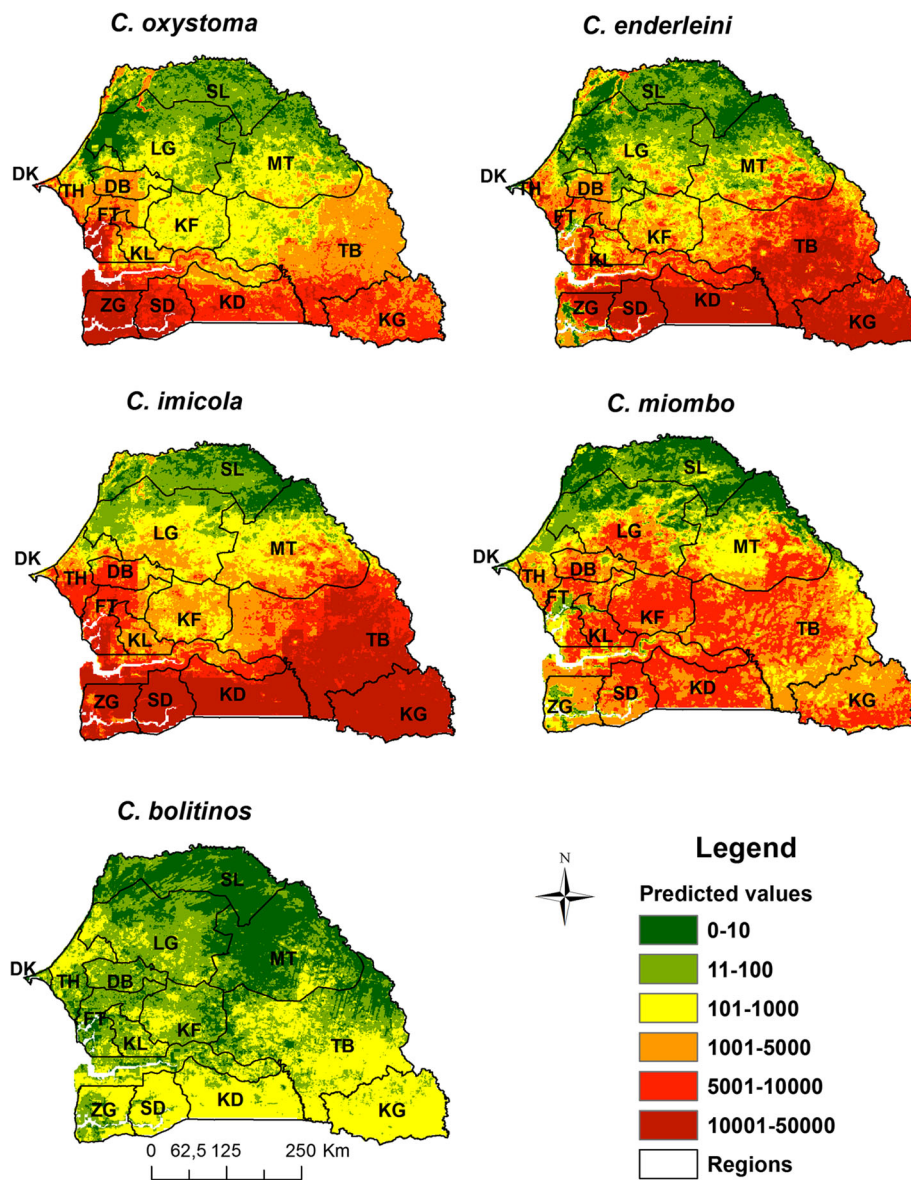 C. oxystoma
C. enderleini
SL
LG
MT
DK
TH
DB
FT
KF
KL
TB
ZG
SD
KD
KG
SL
LG
MT
DK
TH
DB
FT
KF
KL
TB
ZG
SD
KD
KG
C. imicola
C. miombo
SL
LG
MT
DK
TH
DB
FT
KF
KL
TB
ZG
SD
KD
KG
SL
LG
MT
DK
TH
DB
FT
KF
KL
TB
ZG
SD
KD
KG
C. bolitinos
SL
LG
MT
DK
TH
DB
FT
KF
KL
TB
ZG
SD
KD
KG
0 62,5 125 250 Km
N
Legend
Predicted values
0-10
11-100
101-1000
1001-5000
5001-10000
10001-50000
Regions